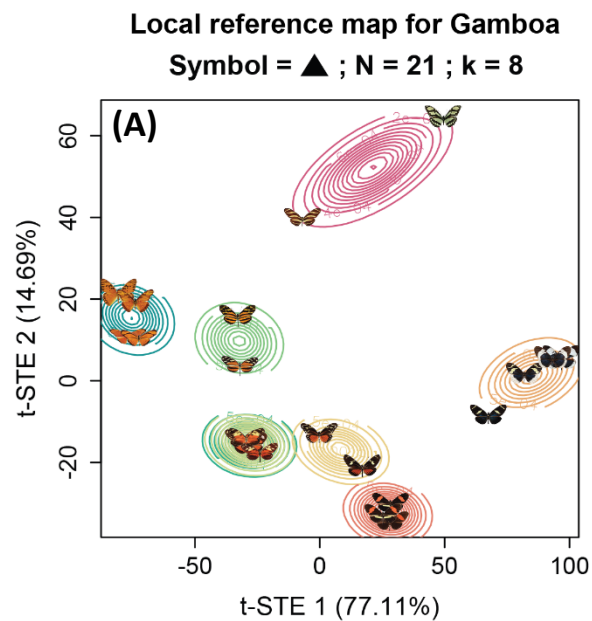 Local reference map for Gamboa
Symbol = ▲ ; N = 21 ; k = 8
(A)
60
40
20
0
-20
t-STE 2 (14.69%)
-50
0
50
100
t-STE 1 (77.11%)